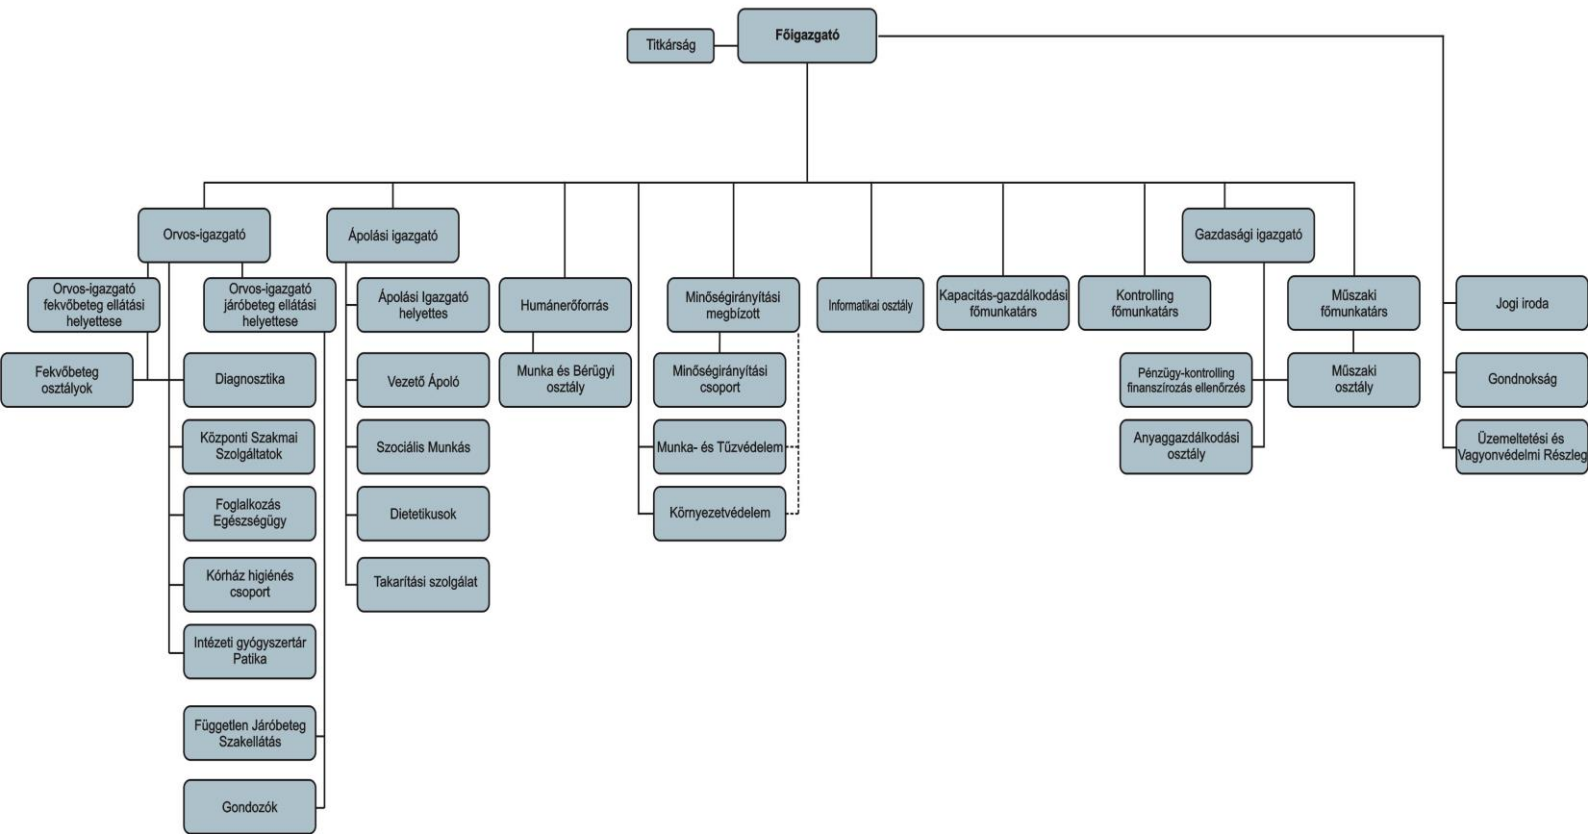 Főigazgató
Titkárság
Orvos-igazgató
Ápolási igazgató
Gazdasági igazgató
Orvos-igazgató
fekvőbeteg ellátási
helyettese
Orvos-igazgató
járóbeteg ellátási
helyettese
Ápolási Igazgató
helyettes
Humánerőforrás
Minőségirányítási
megbízott
Informatikai osztály
Kapacitás-gazdálkodási
főmunkatárs
Kontrolling
főmunkatárs
Műszaki
főmunkatárs
Jogi iroda
Fekvőbeteg
osztályok
Diagnosztika
Vezető Ápoló
Munka és Bérügyi
osztály
Minőségirányítási
csoport
Pénzügy-kontrolling
finanszírozás ellenőrzés
Műszaki
osztály
Gondnokság
Központi Szakmai
Szolgáltatok
Szociális Munkás
Munka- és Tűzvédelem
Anyaggazdálkodási
osztály
Üzemeltetési és
Vagyonvédelmi Részleg
Foglalkozás
Egészségügy
Dietetikusok
Környezetvédelem
Kórház higiénés
csoport
Takarítási szolgálat
Intézeti gyógyszertár
Patika
Független Járóbeteg
Szakellátás
Gondozók